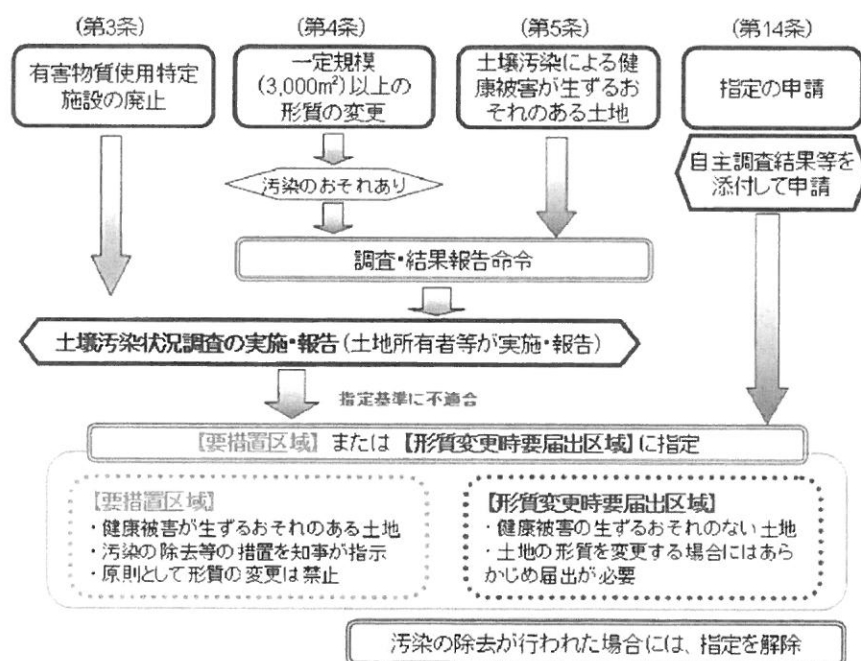 (第3条)
(第4条)
(第5条)
(第14条)
有害物質使用特定
施設の廃止
一定規模
(3,000㎡)以上の
形質の変更
土壌汚染による健
康被害が生ずるお
それのある土地
指定の申請
自主調査結果等を
添付して申請
汚染のおそれあり
調査・結果報告命令
土壌汚染状況調査の実施・報告(土地所有者等が実施・報告)
指定基準に不適合
【要措置区域】または【形質変更時要届出区域】に指定
【要措置区域】
・健康被害が生ずるおそれのある土地
・汚染の除去等の措置を知事が指示
・原則として形質の変更は禁止
【形質変更時要届出区域】
・健康被害の生ずるおそれのない土地
・土地の形質を変更する場合にはあら
かじめ届出が必要
汚染の除去が行われた場合には、指定を解除